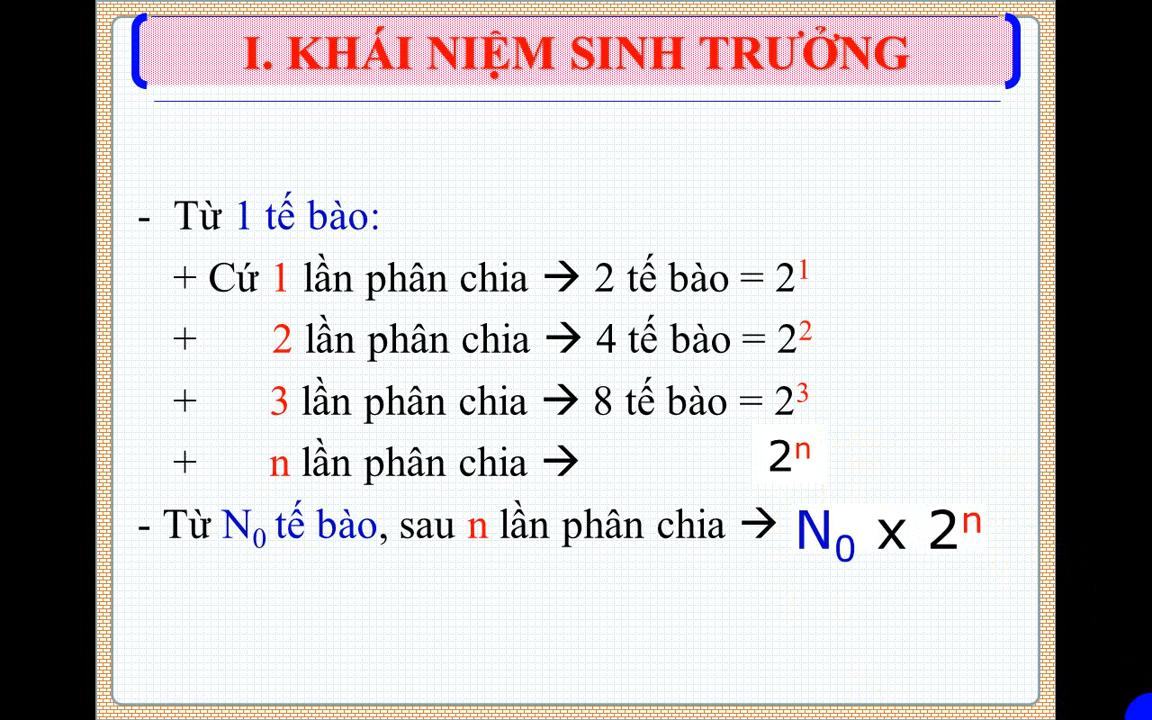 I. KHÁI NIỆM SINH TRƯỞNG
- Từ 1 tế bào:
+ Cứ 1 lần phân chia → 2 tế bào = 2¹
+ 2 lần phân chia → 4 tế bào = 2²
+ 3 lần phân chia → 8 tế bào = 2³
+ n lần phân chia → 2ⁿ
- Từ N₀ tế bào, sau n lần phân chia → N₀ x 2ⁿ